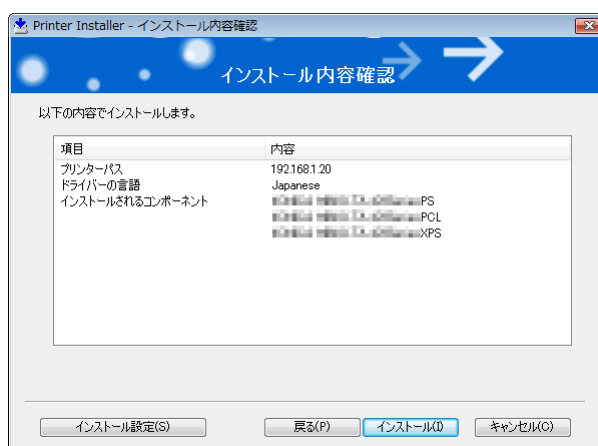 Printer Installer - インストール内容確認
インストール内容確認
以下の内容でインストールします。
項目 内容
プリンターパス 192.168.1.20
ドライバーの言語 Japanese
インストールされるコンポーネント PS
PCL
XPS
インストール設定(S) 戻る(P) インストール(I) キャンセル(C)